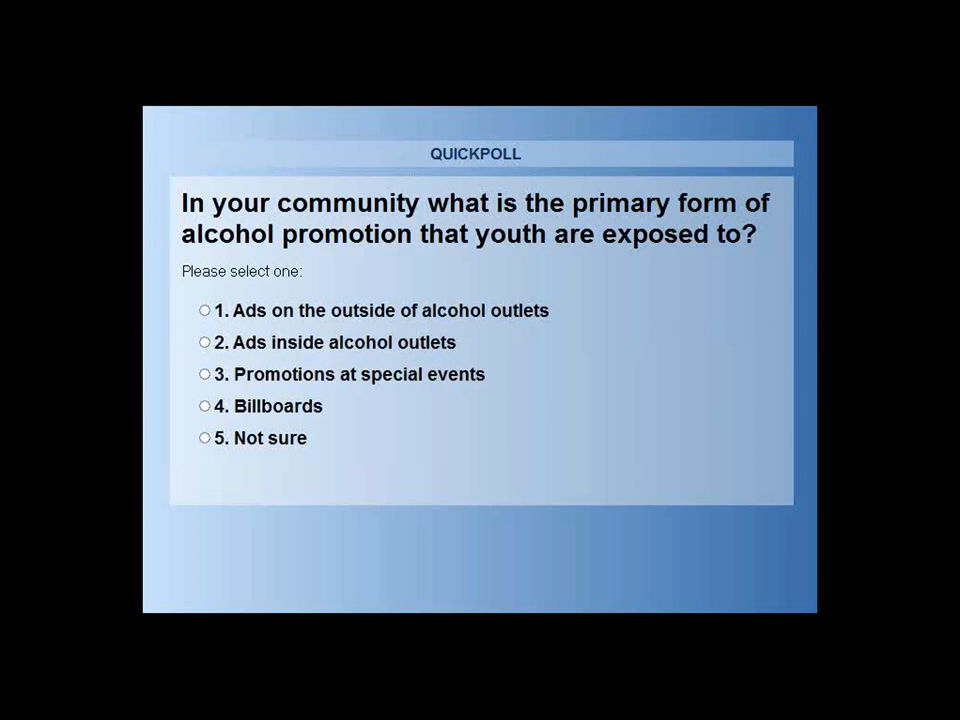 QUICKPOLL
In your community what is the primary form of
alcohol promotion that youth are exposed to?
Please select one:
1. Ads on the outside of alcohol outlets
2. Ads inside alcohol outlets
3. Promotions at special events
4. Billboards
5. Not sure